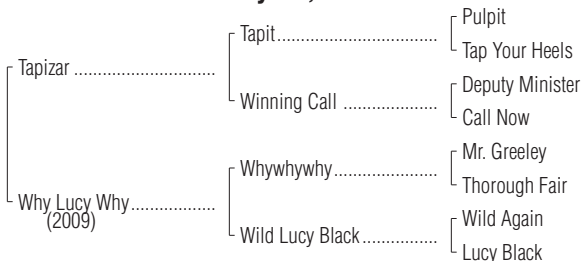 Pulpit
Tapit
Tap Your Heels
Tapizar
Deputy Minister
Winning Call
Call Now
Mr. Greeley
Whywhywhy
Thorough Fair
Why Lucy Why
(2009)
Wild Again
Wild Lucy Black
Lucy Black